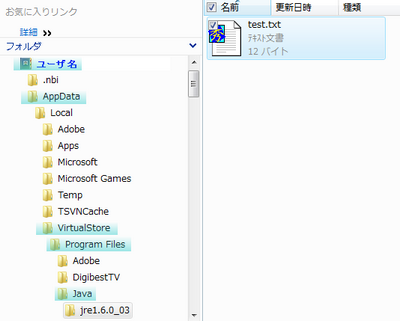 お気に入りリンク
詳細 »
フォルダ
ユーザ名
.nbi
AppData
Local
Adobe
Apps
Microsoft
Microsoft Games
Temp
TSVNCache
VirtualStore
Program Files
Adobe
DigibestTV
Java
jre1.6.0_03
名前 更新日時 種類
test.txt
テキスト文書
12 バイト